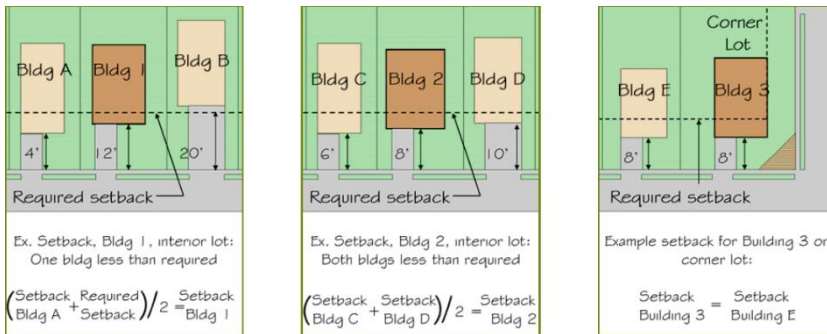 Bldg A
Bldg 1
Bldg B
4'
12'
20'
Required setback
Ex. Setback, Bldg 1, interior lot:
One bldg less than required
(Setback Bldg A + Required Setback)/2 = Setback Bldg 1
Bldg C
Bldg 2
Bldg D
6'
8'
10'
Required setback
Ex. Setback, Bldg 2, interior lot:
Both bldgs less than required
(Setback Bldg C + Setback Bldg D)/2 = Setback Bldg 2
Corner
Lot
Bldg E
Bldg 3
8'
8'
Required setback
Example setback for Building 3 on
corner lot:
Setback Building 3 = Setback Building E